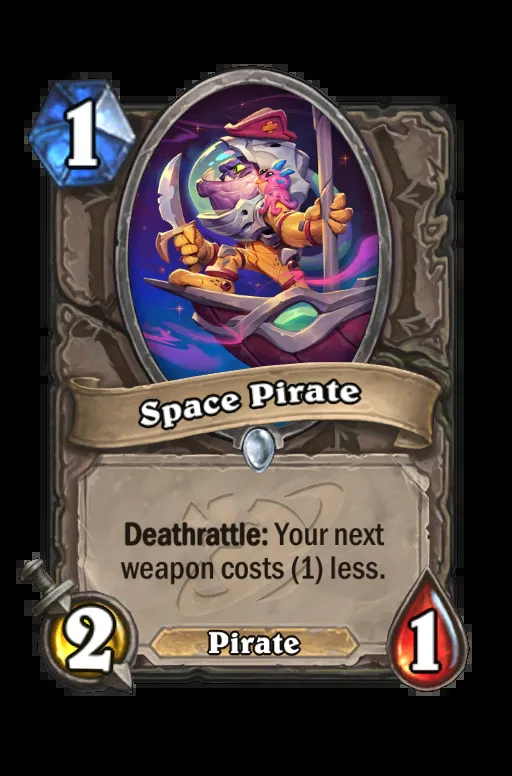 1
Space Pirate
Deathrattle: Your next
weapon costs (1) less.
2
Pirate
1